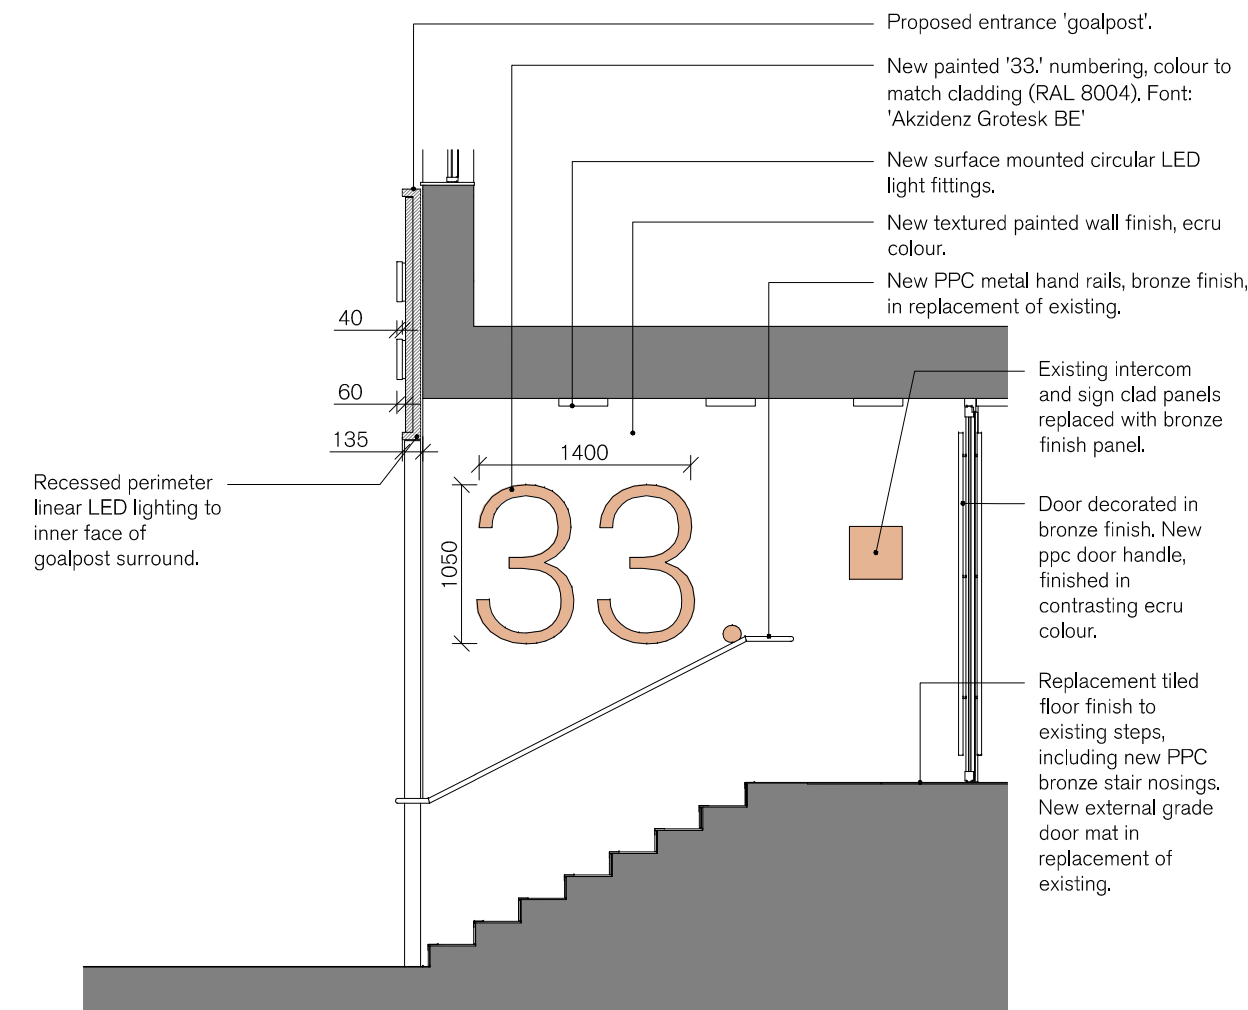 Proposed entrance 'goalpost'.
New painted '33.' numbering, colour to
match cladding (RAL 8004). Font:
'Akzidenz Grotesk BE'
New surface mounted circular LED
light fittings.
New textured painted wall finish, ecru
colour.
New PPC metal hand rails, bronze finish,
in replacement of existing.
40
60
135
Recessed perimeter
linear LED lighting to
inner face of
goalpost surround.
1400
1050
33.
Existing intercom
and sign clad panels
replaced with bronze
finish panel.
Door decorated in
bronze finish. New
ppc door handle,
finished in
contrasting ecru
colour.
Replacement tiled
floor finish to
existing steps,
including new PPC
bronze stair nosings.
New external grade
door mat in
replacement of
existing.